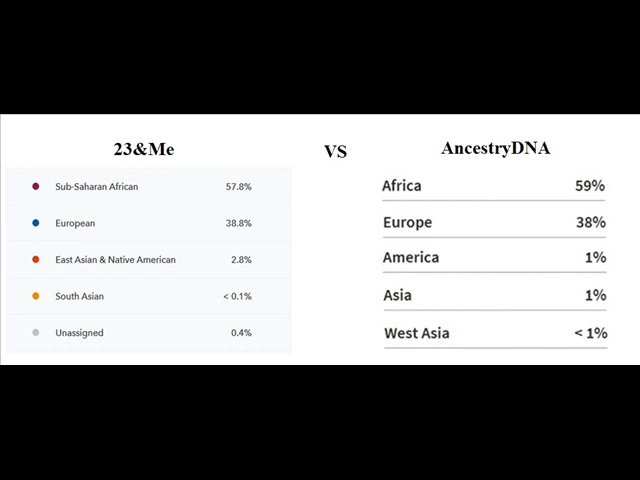 23&Me VS AncestryDNA
Sub-Saharan African 57.8%
European 38.8%
East Asian & Native American 2.8%
South Asian < 0.1%
Unassigned 0.4%
Africa 59%
Europe 38%
America 1%
Asia 1%
West Asia < 1%